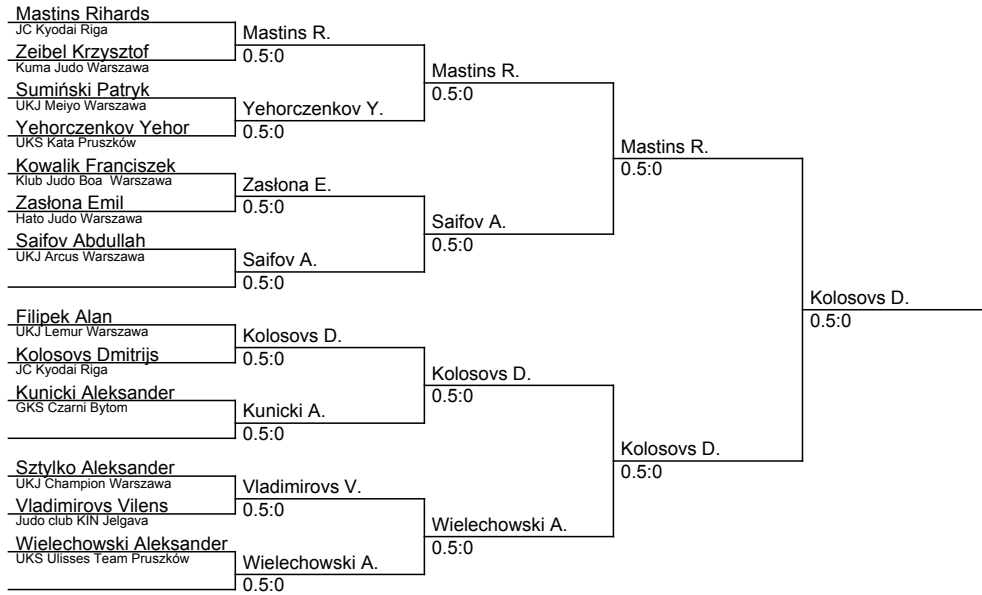 Mastins Rihards
JC Kyodai Riga
Zeibel Krzysztof
Kuma Judo Warszawa
Sumiński Patryk
UKJ Meiyo Warszawa
Yehorczenkov Yehor
UKS Kata Pruszków
Kowalik Franciszek
Klub Judo Boa  Warszawa
Zasłona Emil
Hato Judo Warszawa
Saifov Abdullah
UKJ Arcus Warszawa
Filipek Alan
UKJ Lemur Warszawa
Kolosovs Dmitrijs
JC Kyodai Riga
Kunicki Aleksander
GKS Czarni Bytom
Sztylko Aleksander
UKJ Champion Warszawa
Vladimirovs Vilens
Judo club KIN Jelgava
Wielechowski Aleksander
UKS Ulisses Team Pruszków
Mastins R.
0.5:0
Yehorczenkov Y.
0.5:0
Zasłona E.
0.5:0
Saifov A.
0.5:0
Kolosovs D.
0.5:0
Kunicki A.
0.5:0
Vladimirovs V.
0.5:0
Wielechowski A.
0.5:0
Mastins R.
0.5:0
Saifov A.
0.5:0
Kolosovs D.
0.5:0
Wielechowski A.
0.5:0
Mastins R.
0.5:0
Kolosovs D.
0.5:0
Kolosovs D.
0.5:0